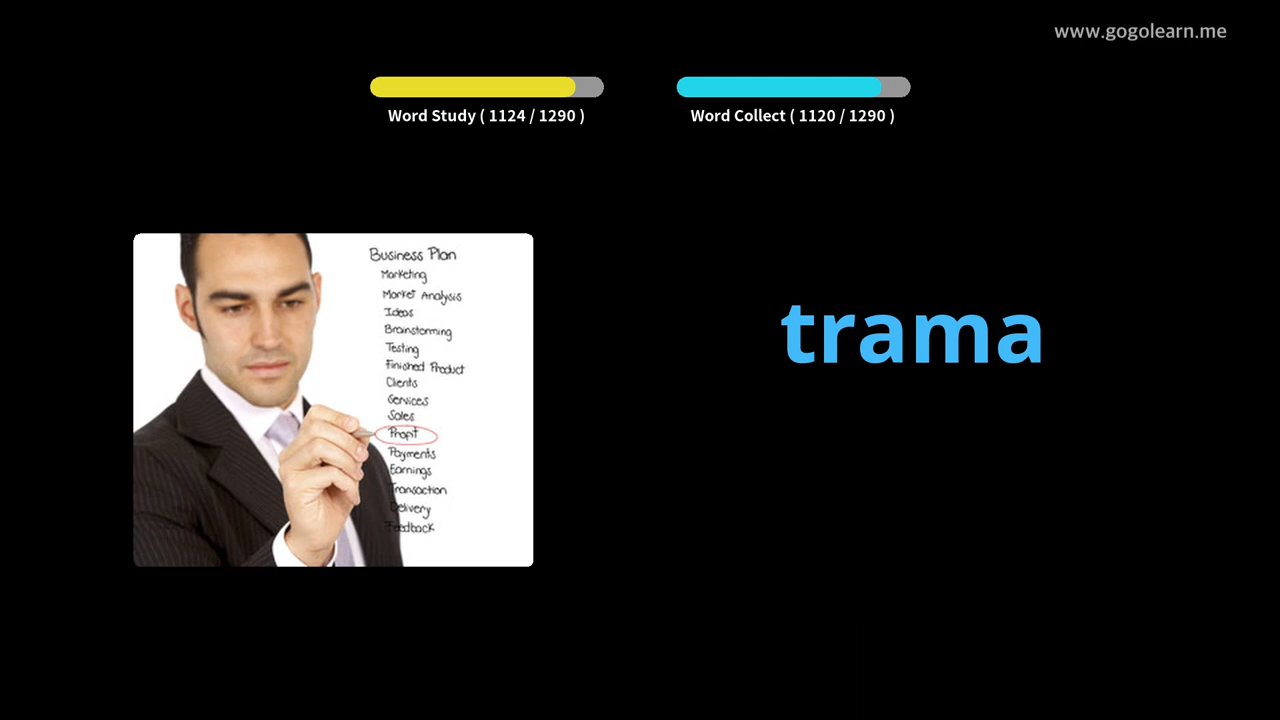 www.gogolearn.me
Word Study ( 1124 / 1290 )
Word Collect ( 1120 / 1290 )
Business Plan
Marketing
Market Analysis
Ideas
Brainstorming
Testing
Finished Product
Clients
Services
Sales
Profit
Payments
Earnings
Transaction
Delivery
Feedback
trama